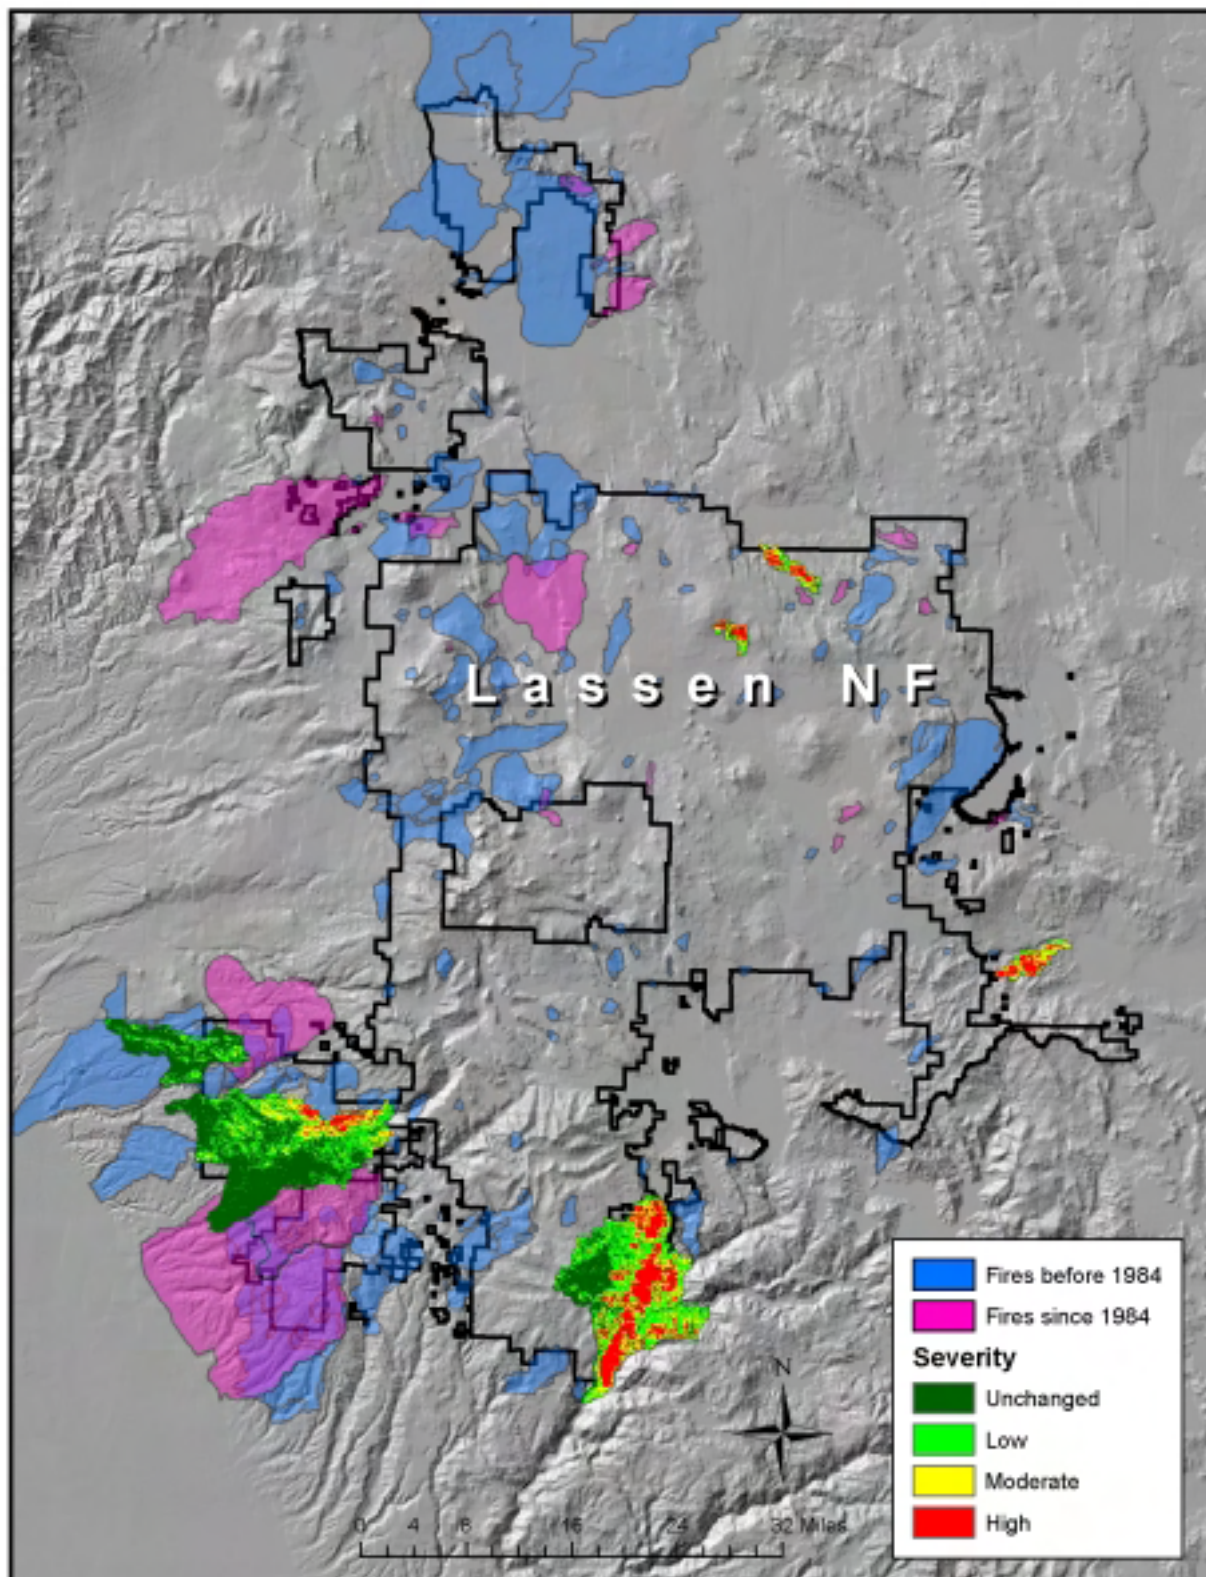 Lassen NF
Fires before 1984
Fires since 1984
Severity
Unchanged
Low
Moderate
High
N
0 4 8 16 24 32 Miles